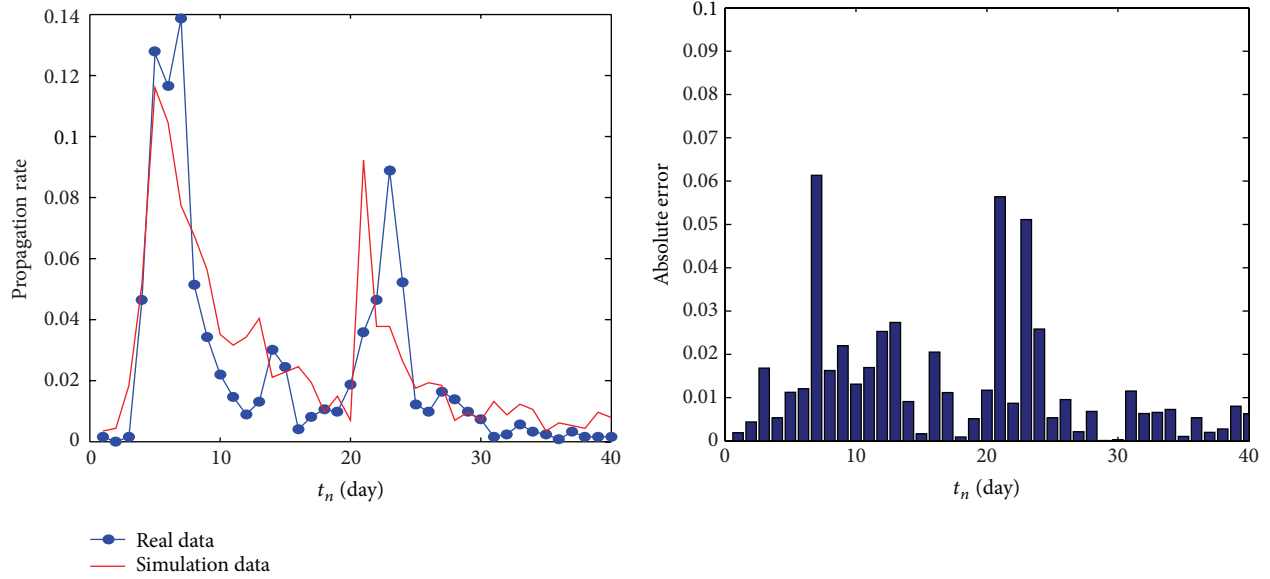 0.14
0.12
0.1
0.08
0.06
0.04
0.02
0
Propagation rate
0 10 20 30 40
t_n (day)
Real data
Simulation data
0.1
0.09
0.08
0.07
0.06
0.05
0.04
0.03
0.02
0.01
0
Absolute error
0 10 20 30 40
t_n (day)